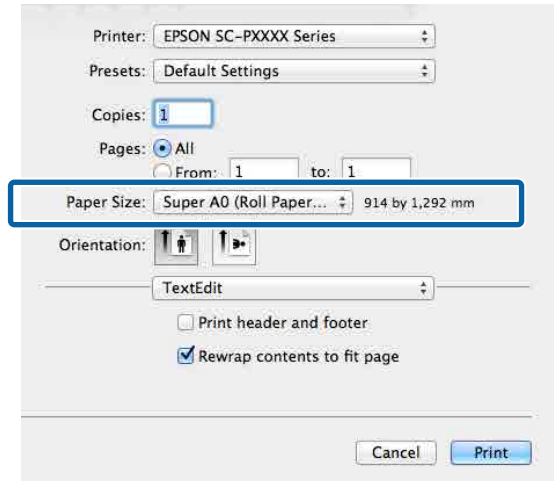 Printer: EPSON SC-PXXXX Series
Presets: Default Settings
Copies: 1
Pages: All
From: 1 to: 1
Paper Size: Super A0 (Roll Paper... 914 by 1,292 mm
Orientation:
TextEdit
Print header and footer
Rewrap contents to fit page
Cancel Print